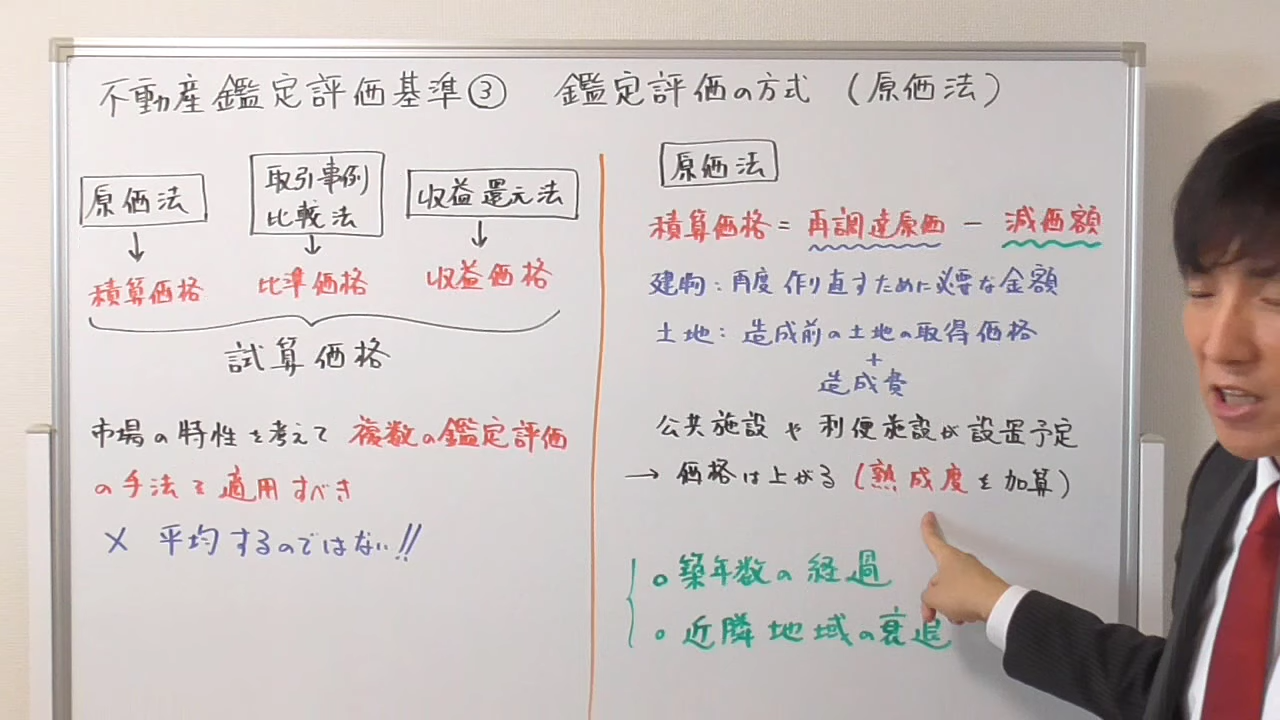 不動産鑑定評価基準③ 鑑定評価の方式（原価法）
原価法
取引事例
比較法
収益還元法
↓
↓
↓
積算価格
比準価格
収益価格
試算価格
市場の特性を考えて 複数の鑑定評価
の手法を適用すべき
× 平均するのではない!!
原価法
積算価格 = 再調達原価 − 減価額
建物：再度作り直すために必要な金額
土地：造成前の土地の取得価格
+
造成費
公共施設や利便施設が設置予定
→ 価格は上がる（熟成度を加算）
○ 築年数の経過
○ 近隣地域の衰退